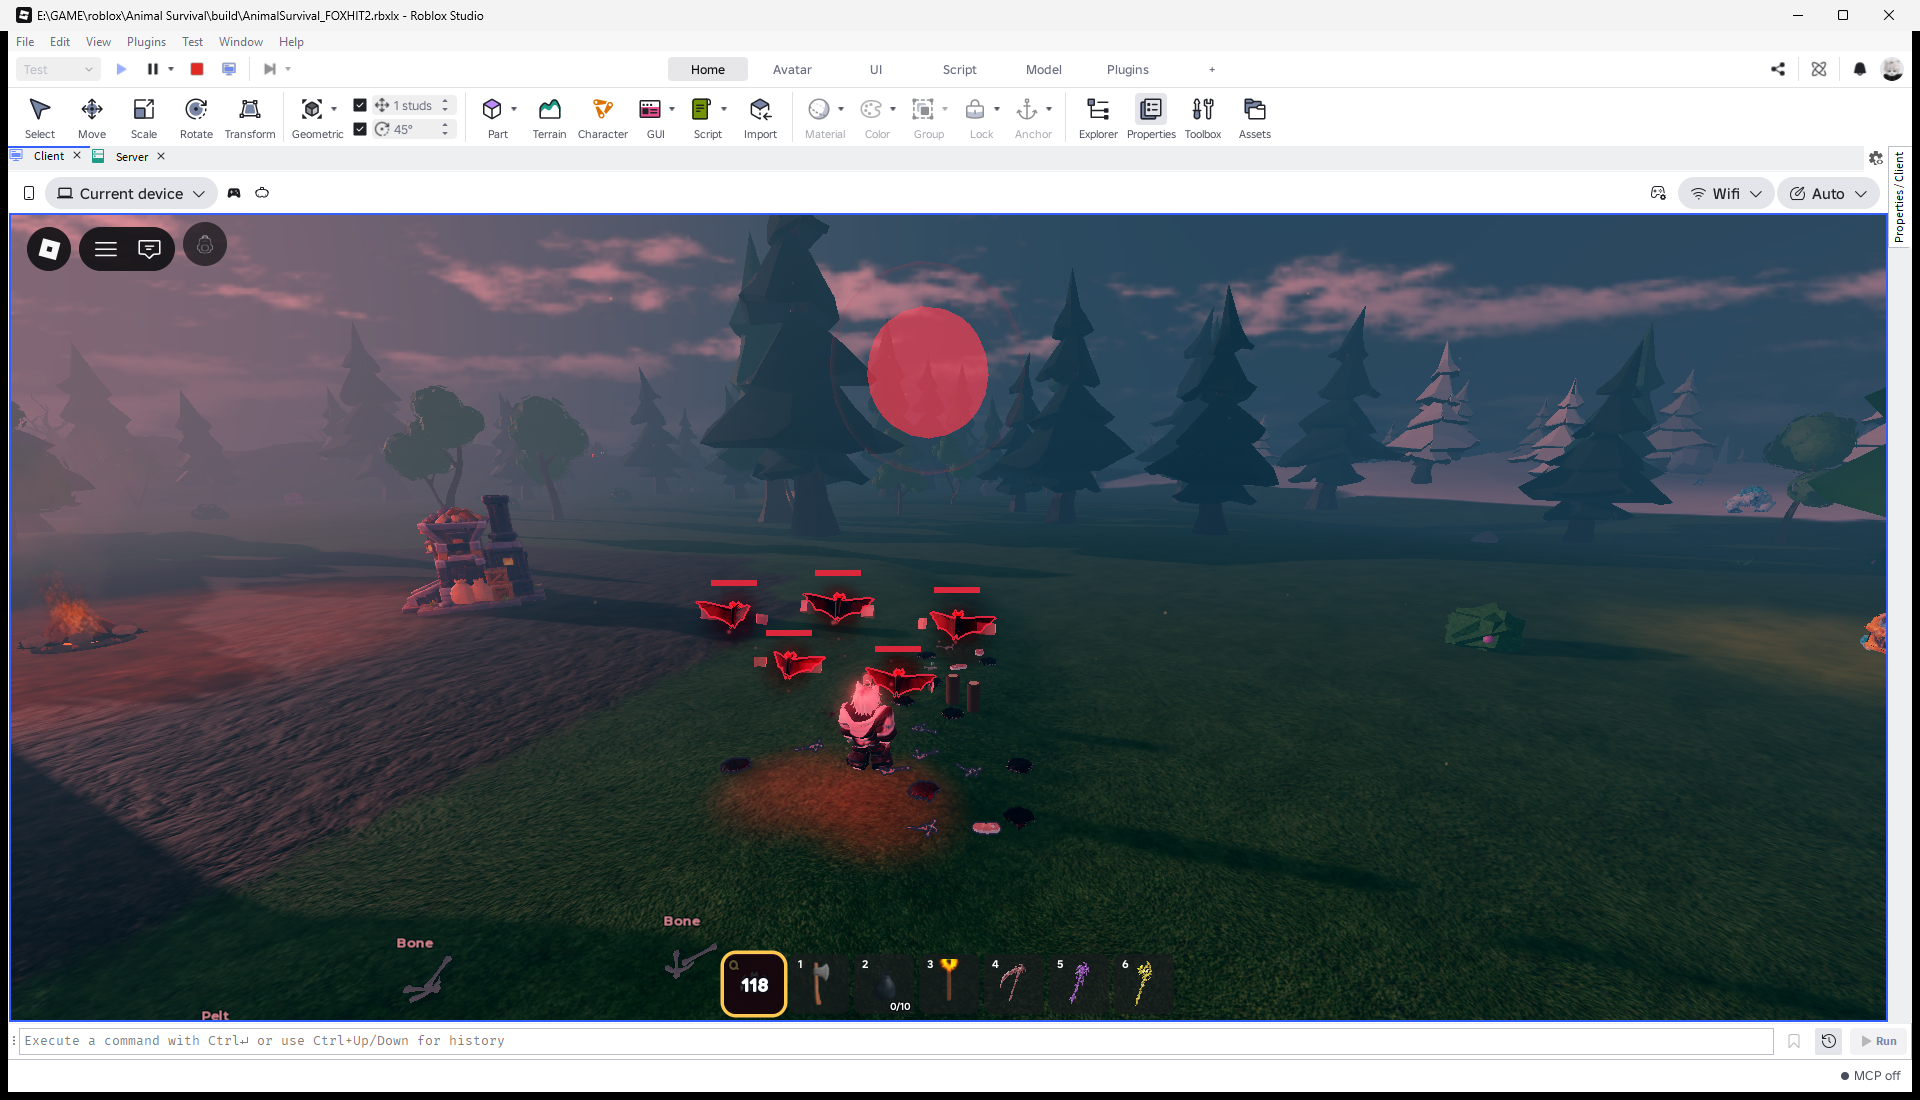 E:\GAME\roblox\Animal Survival\build\AnimalSurvival_FOXHIT2.rbxlx - Roblox Studio
File Edit View Plugins Test Window Help
Test
Home Avatar UI Script Model Plugins +
Select Move Scale Rotate Transform Geometric
1 studs
45°
Part Terrain Character GUI Script Import Material Color Group Lock Anchor Explorer Properties Toolbox Assets
Client Server
Properties / Client
Current device
Wifi Auto
Bone
Bone
Pelt
Q
118
1
2
0/10
3
4
5
6
Execute a command with Ctrl↵ or use Ctrl+Up/Down for history
Run
MCP off